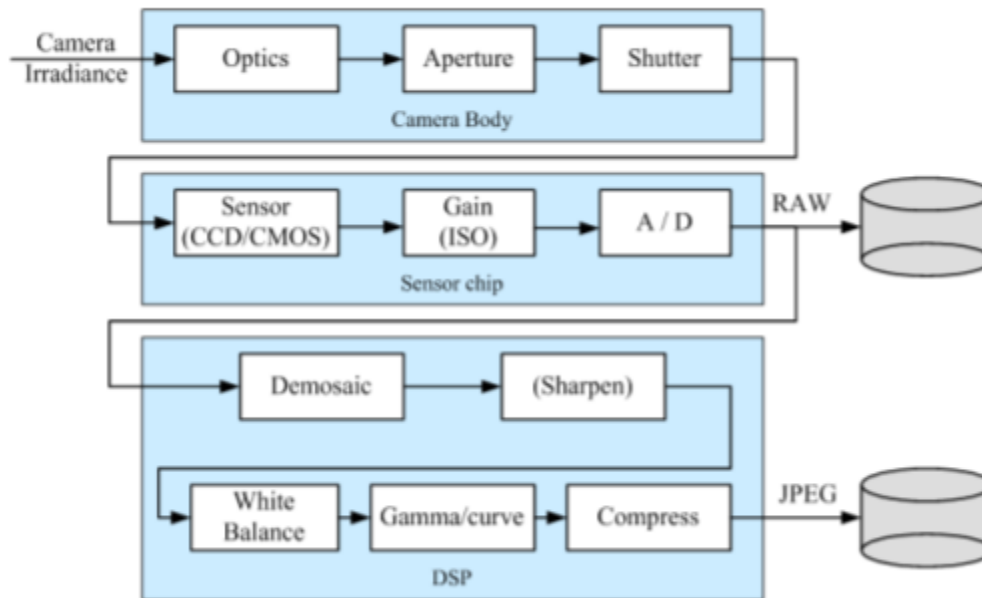 Camera
Irradiance
Optics
Aperture
Shutter
Camera Body
Sensor
(CCD/CMOS)
Gain
(ISO)
A / D
RAW
Sensor chip
Demosaic
(Sharpen)
White
Balance
Gamma/curve
Compress
JPEG
DSP